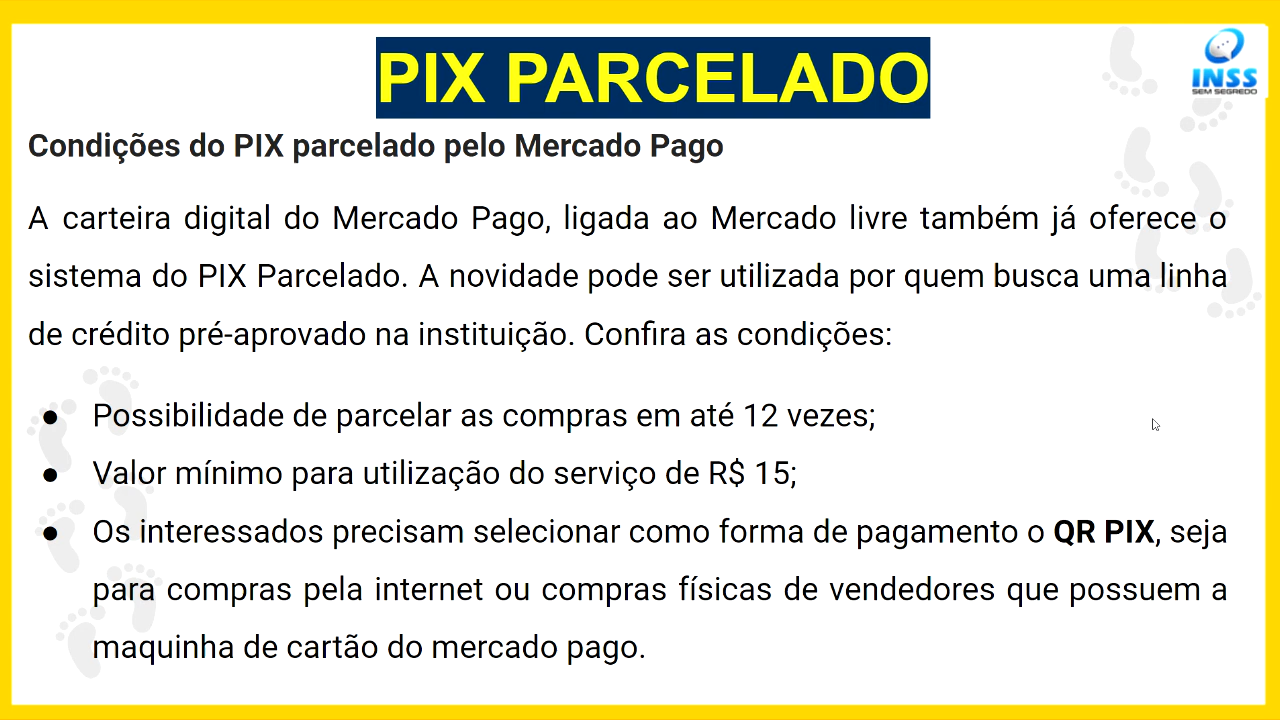 PIX PARCELADO
INSS
SEM SEGREDO
Condições do PIX parcelado pelo Mercado Pago
A carteira digital do Mercado Pago, ligada ao Mercado livre também já oferece o
sistema do PIX Parcelado. A novidade pode ser utilizada por quem busca uma linha
de crédito pré-aprovado na instituição. Confira as condições:
● Possibilidade de parcelar as compras em até 12 vezes;
● Valor mínimo para utilização do serviço de R$ 15;
● Os interessados precisam selecionar como forma de pagamento o QR PIX, seja
para compras pela internet ou compras físicas de vendedores que possuem a
maquinha de cartão do mercado pago.